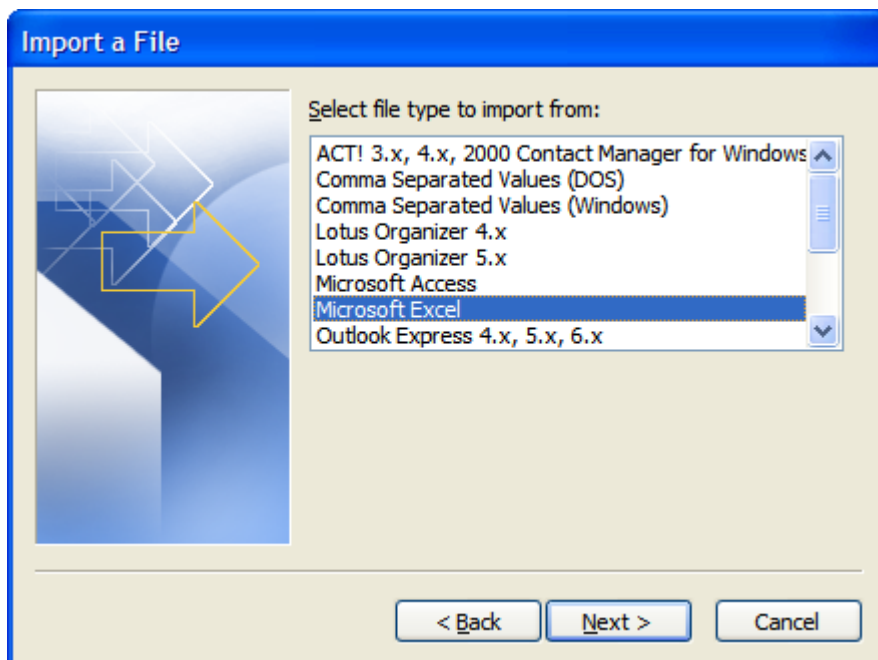 Import a File
Select file type to import from:
ACT! 3.x, 4.x, 2000 Contact Manager for Windows
Comma Separated Values (DOS)
Comma Separated Values (Windows)
Lotus Organizer 4.x
Lotus Organizer 5.x
Microsoft Access
Microsoft Excel
Outlook Express 4.x, 5.x, 6.x
< Back Next > Cancel